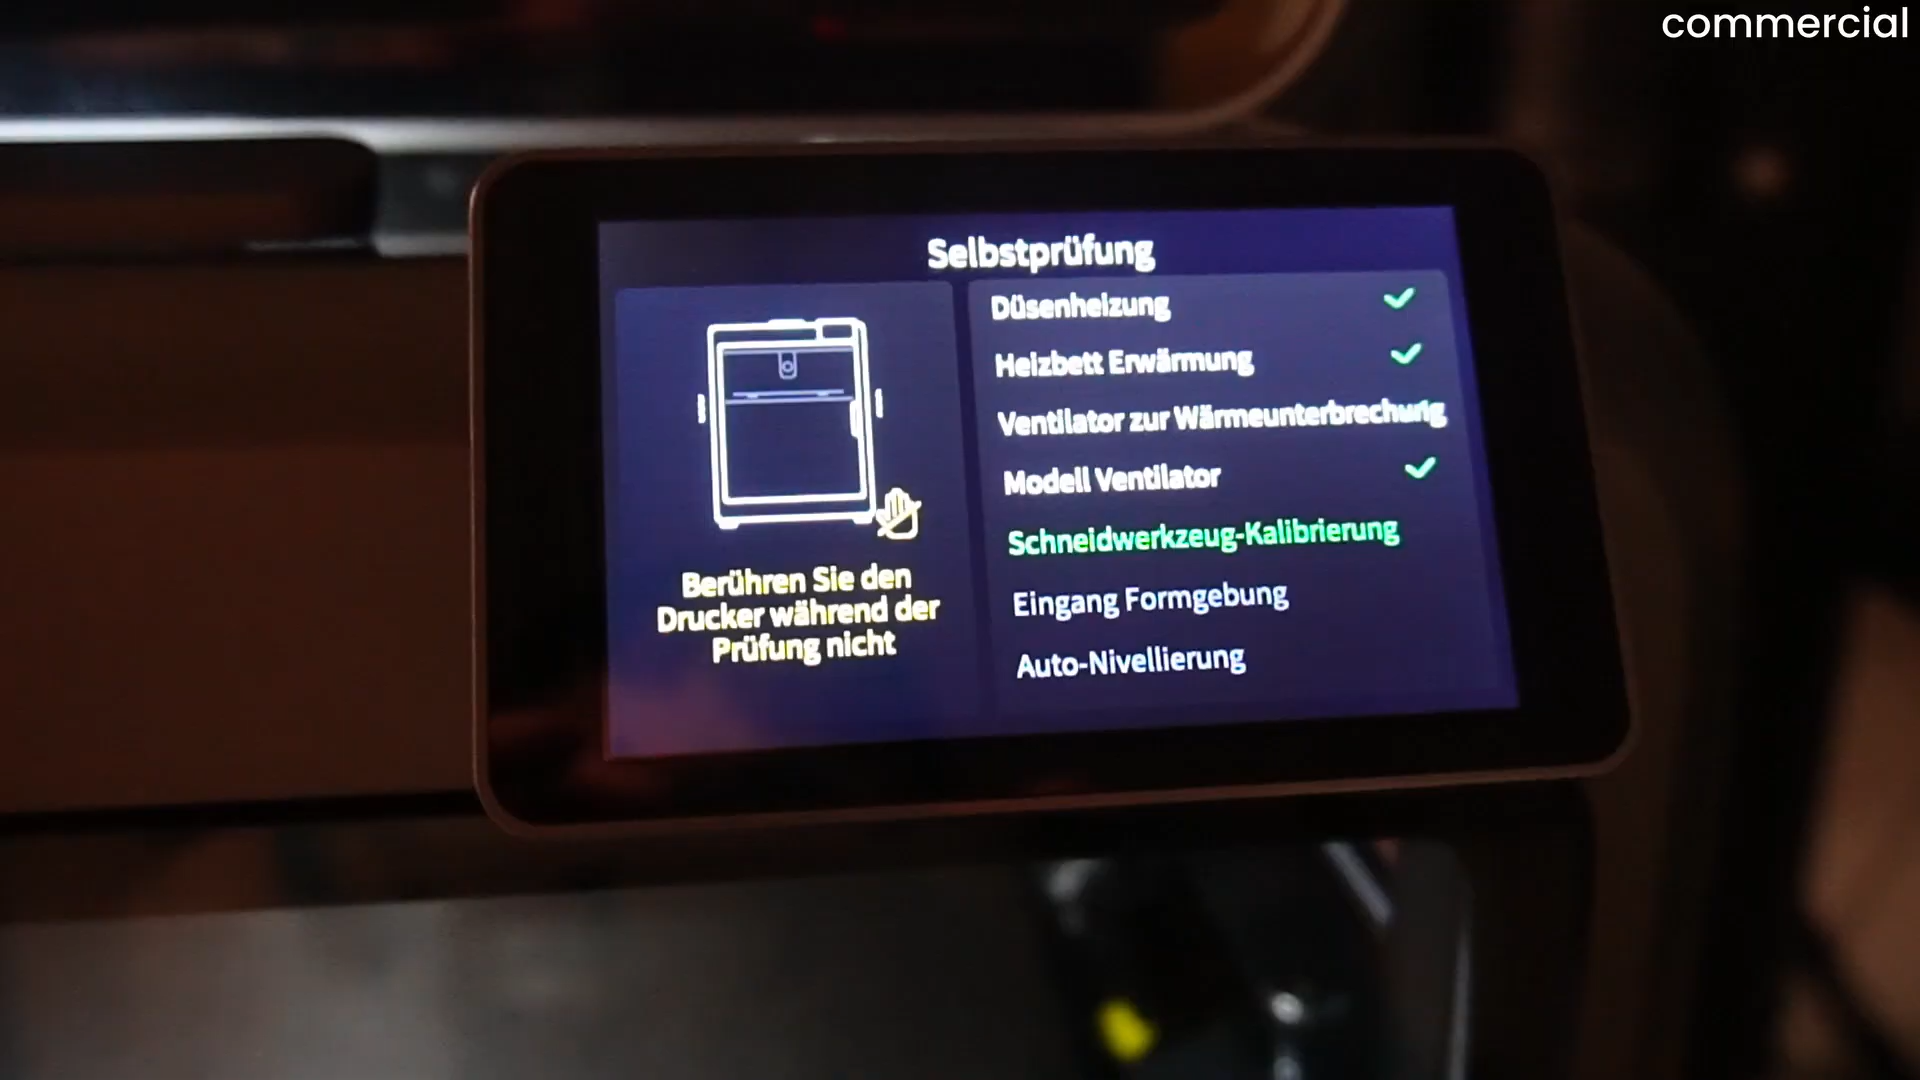 commercial
Selbstprüfung
Düsenheizung
Heizbett Erwärmung
Ventilator zur Wärmeunterbrechung
Modell Ventilator
Schneidwerkzeug-Kalibrierung
Eingang Formgebung
Auto-Nivellierung
Berühren Sie den
Drucker während der
Prüfung nicht